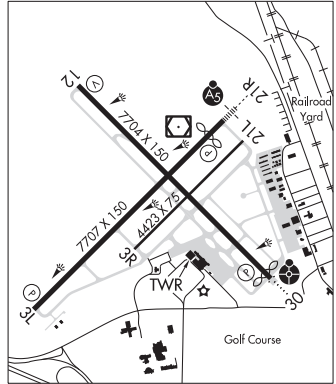 12
V
A5
21R
Railroad
Yard
7704 X 150
21L
P
7707 X 150
4423 X 75
3R
P
TWR
P
3L
30
Golf Course